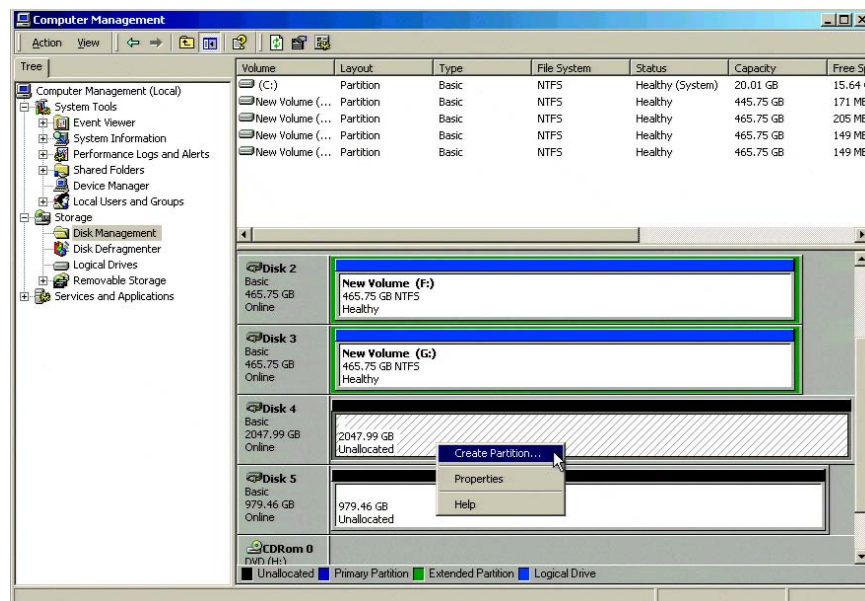 Computer Management
Action View
Tree
Computer Management (Local)
System Tools
Event Viewer
System Information
Performance Logs and Alerts
Shared Folders
Device Manager
Local Users and Groups
Storage
Disk Management
Disk Defragmenter
Logical Drives
Removable Storage
Services and Applications
Volume Layout Type File System Status Capacity Free S
(C:) Partition Basic NTFS Healthy (System) 20.01 GB 15.64
New Volume (... Partition Basic NTFS Healthy 445.75 GB 171 M
New Volume (... Partition Basic NTFS Healthy 465.75 GB 205 M
New Volume (... Partition Basic NTFS Healthy 465.75 GB 149 M
New Volume (... Partition Basic NTFS Healthy 465.75 GB 149 M
Disk 2
Basic
465.75 GB
Online
New Volume (F:)
465.75 GB NTFS
Healthy
Disk 3
Basic
465.75 GB
Online
New Volume (G:)
465.75 GB NTFS
Healthy
Disk 4
Basic
2047.99 GB
Online
2047.99 GB
Unallocated
Create Partition...
Properties
Help
Disk 5
Basic
979.46 GB
Online
979.46 GB
Unallocated
CDRom 0
DVD (H:)
Unallocated Primary Partition Extended Partition Logical Drive